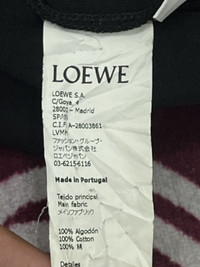 LOEWE
LOEWE S.A.
C/Goya, 4
28001 - Madrid
C.I.F. A-28003861
LVMH
ファッション・グループ・
ジャパン株式会社
ロエベジャパン
03-6215-6116
Made in Portugal
Tejido principal
Main fabric
メインファブリック
100% Algodón
100% Cotton
100% 綿
Detalles